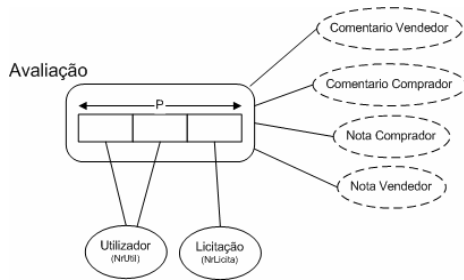 Comentario Vendedor
Avaliação
Comentario Comprador
P
Nota Comprador
Nota Vendedor
Utilizador
(NrUtil)
Licitação
(NrLicita)